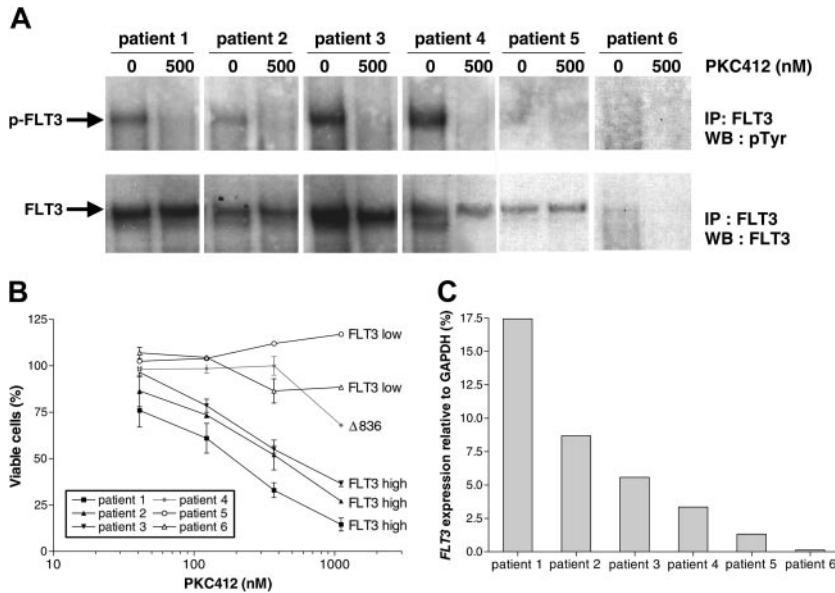 A
patient 1 patient 2 patient 3 patient 4 patient 5 patient 6
0 500 0 500 0 500 0 500 0 500 0 500 PKC412 (nM)
p-FLT3
IP: FLT3
WB : pTyr
FLT3
IP : FLT3
WB : FLT3
B
Viable cells (%)
125
100
75
50
25
0
10 100 1000
PKC412 (nM)
FLT3 low
FLT3 low
Δ836
FLT3 high
FLT3 high
FLT3 high
patient 1 patient 4
patient 2 patient 5
patient 3 patient 6
C
FLT3 expression relative to GAPDH (%)
17.5
15.0
12.5
10.0
7.5
5.0
2.5
0.0
patient 1 patient 2 patient 3 patient 4 patient 5 patient 6